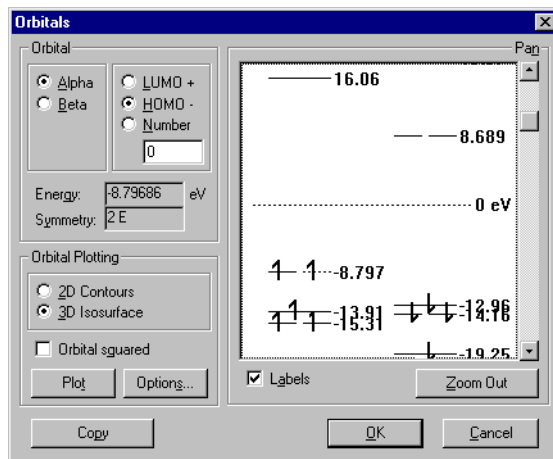 Orbitals
Orbital
Pan
Alpha
Beta
LUMO +
HOMO -
Number
0
Energy: -8.79686 eV
Symmetry: 2 E
Orbital Plotting
2D Contours
3D Isosurface
Orbital squared
Plot
Options...
16.06
8.689
0 eV
-8.797
-12.96
-13.91
-14.16
-15.31
-19.25
Labels
Zoom Out
Copy
OK
Cancel